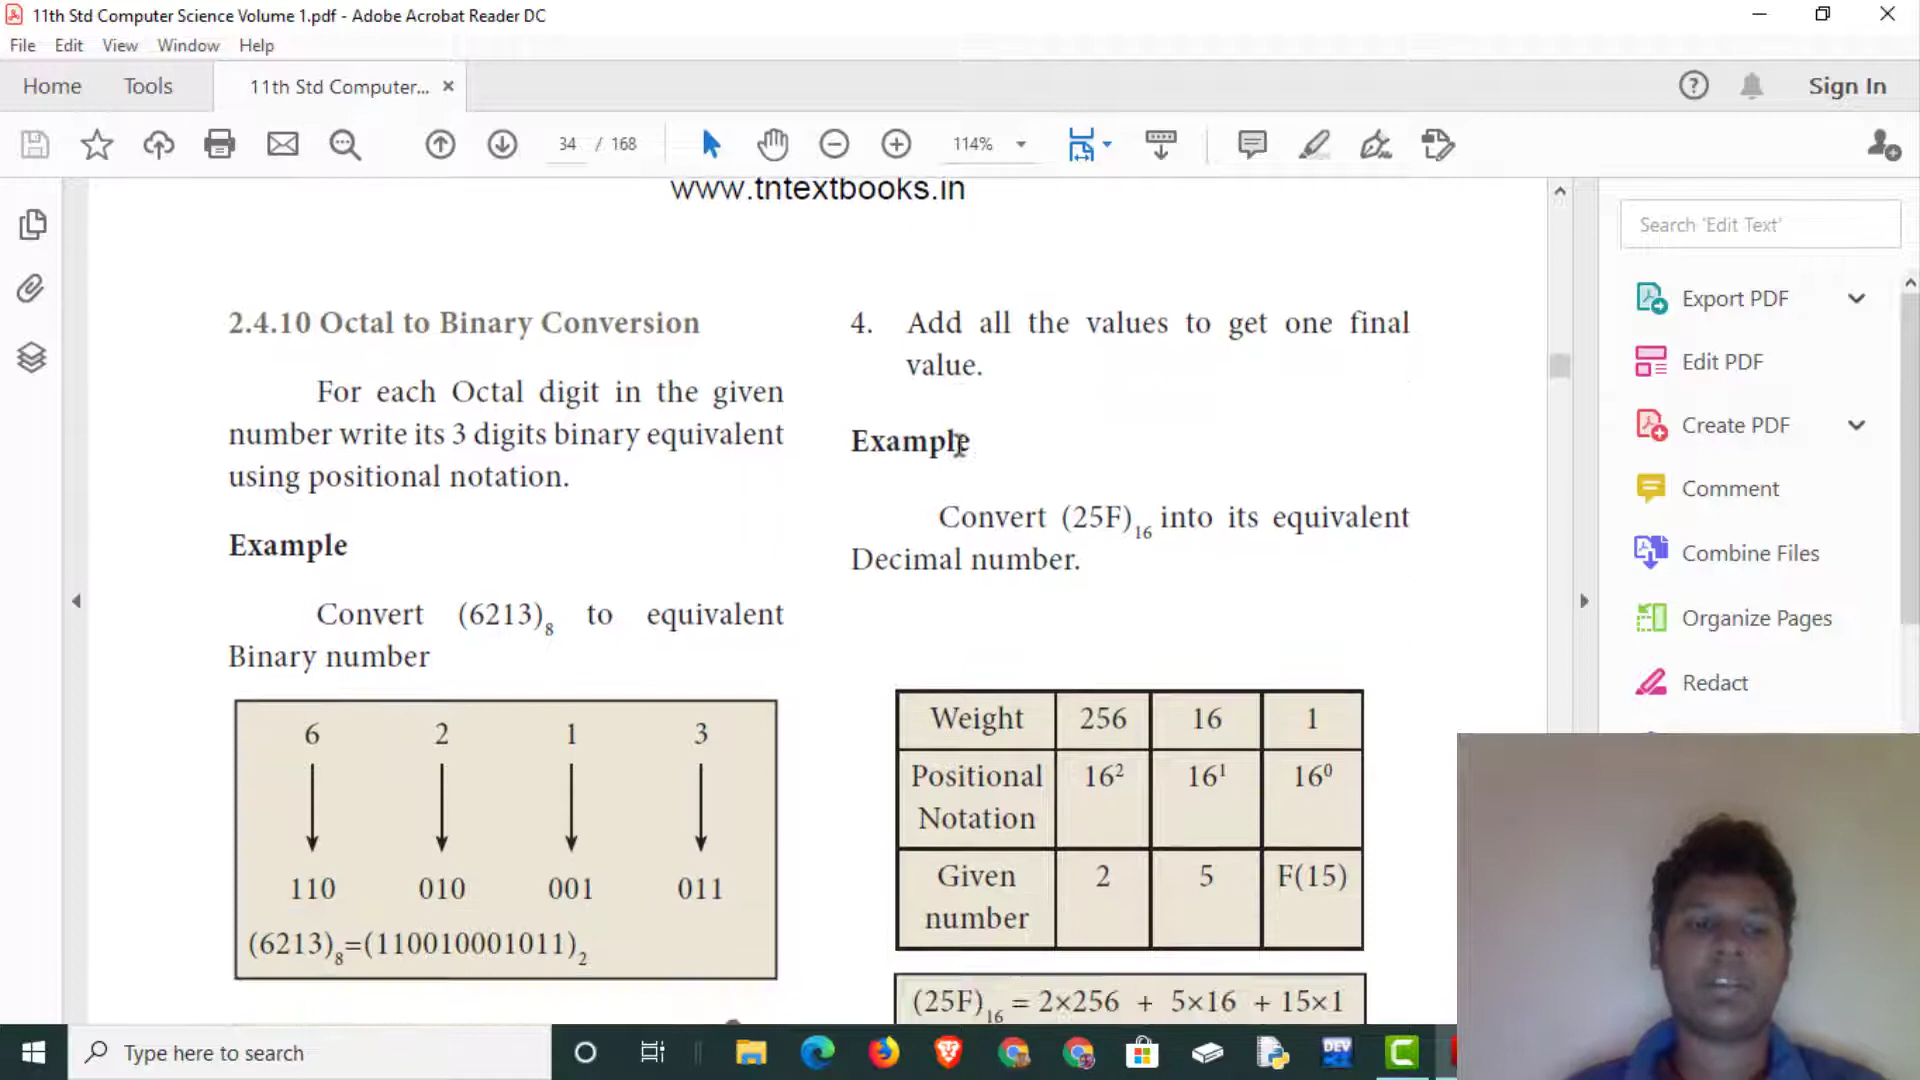 11th Std Computer Science Volume 1.pdf - Adobe Acrobat Reader DC
File Edit View Window Help
Home Tools 11th Std Computer... × Sign In
34 / 168 114%
www.tntextbooks.in
2.4.10 Octal to Binary Conversion
For each Octal digit in the given
number write its 3 digits binary equivalent
using positional notation.
Example
Convert (6213)8 to equivalent
Binary number
6 2 1 3
110 010 001 011
(6213)8=(110010001011)2
4. Add all the values to get one final
value.
Example
Convert (25F)16 into its equivalent
Decimal number.
Weight 256 16 1
Positional Notation 16² 16¹ 16⁰
Given number 2 5 F(15)
(25F)16 = 2×256 + 5×16 + 15×1
Search 'Edit Text'
Export PDF
Edit PDF
Create PDF
Comment
Combine Files
Organize Pages
Redact
Type here to search
DEV